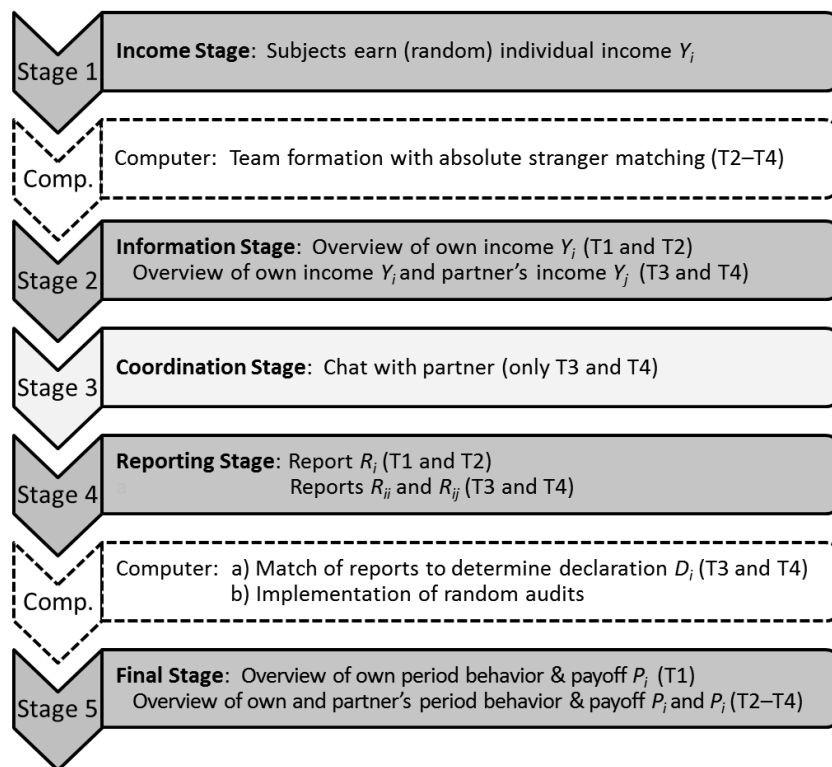 Stage 1
Income Stage: Subjects earn (random) individual income Yi
Comp.
Computer: Team formation with absolute stranger matching (T2–T4)
Stage 2
Information Stage: Overview of own income Yi (T1 and T2)
Overview of own income Yi and partner's income Yj (T3 and T4)
Stage 3
Coordination Stage: Chat with partner (only T3 and T4)
Stage 4
Reporting Stage: Report Ri (T1 and T2)
a Reports Rii and Rij (T3 and T4)
Comp.
Computer: a) Match of reports to determine declaration Di (T3 and T4)
b) Implementation of random audits
Stage 5
Final Stage: Overview of own period behavior & payoff Pi (T1)
Overview of own and partner's period behavior & payoff Pi and Pi (T2–T4)